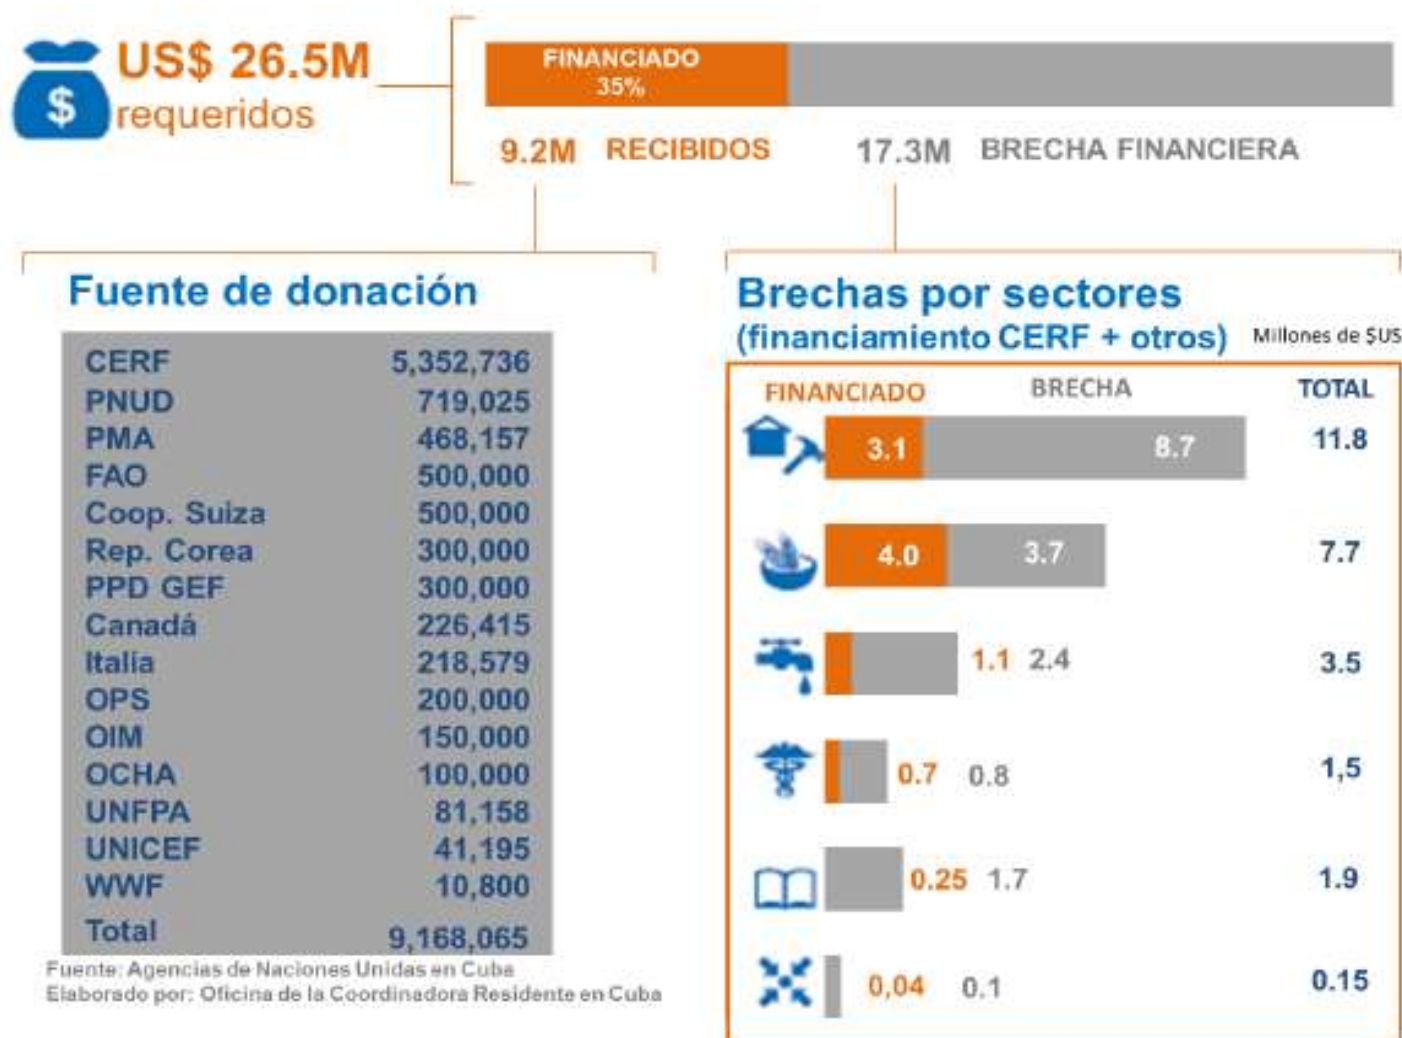 US$ 26.5M
requeridos
$
FINANCIADO
35%
9.2M RECIBIDOS
17.3M BRECHA FINANCIERA
Fuente de donación
CERF 5,352,736
PNUD 719,025
PMA 468,157
FAO 500,000
Coop. Suiza 500,000
Rep. Corea 300,000
PPD GEF 300,000
Canadá 226,415
Italia 218,579
OPS 200,000
OIM 150,000
OCHA 100,000
UNFPA 81,158
UNICEF 41,195
WWF 10,800
Total 9,168,065
Fuente: Agencias de Naciones Unidas en Cuba
Elaborado por: Oficina de la Coordinadora Residente en Cuba
Brechas por sectores
(financiamiento CERF + otros) Millones de $US
FINANCIADO BRECHA TOTAL
3.1 8.7 11.8
4.0 3.7 7.7
1.1 2.4 3.5
0.7 0.8 1,5
0.25 1.7 1.9
0,04 0.1 0.15